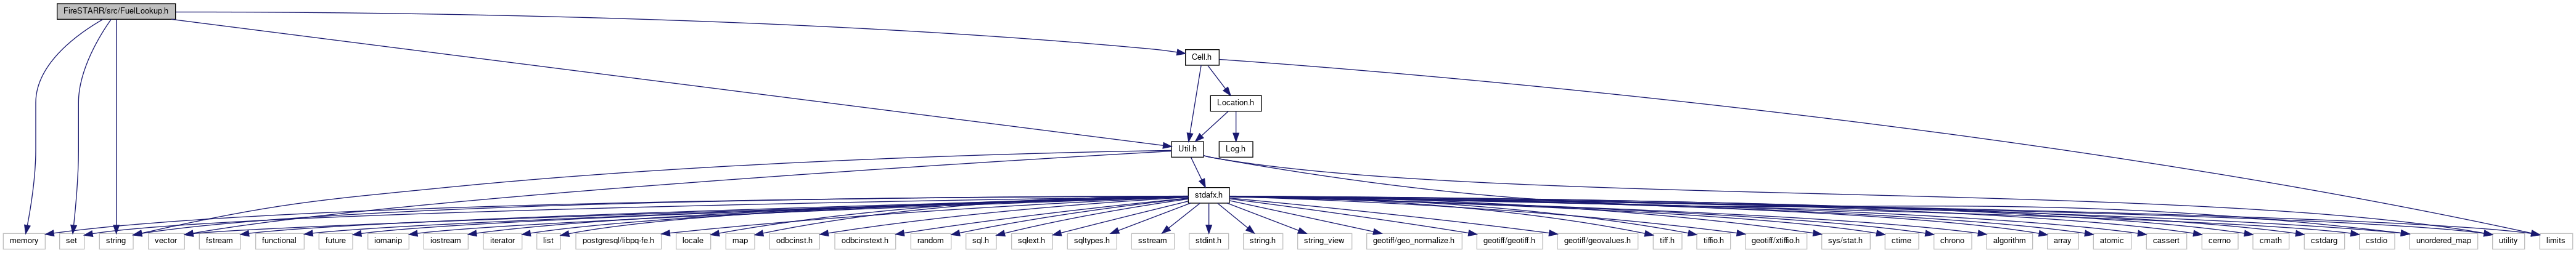 FireSTARR/src/FuelLookup.h
Cell.h
Location.h
Util.h
Log.h
stdafx.h
memory
set
string
vector
fstream
functional
future
iomanip
iostream
iterator
list
postgresql/libpq-fe.h
locale
map
odbcinst.h
odbcinstext.h
random
sql.h
sqlext.h
sqltypes.h
sstream
stdint.h
string.h
string_view
geotiff/geo_normalize.h
geotiff/geotiff.h
geotiff/geovalues.h
tiff.h
tiffio.h
geotiff/xtiffio.h
sys/stat.h
ctime
chrono
algorithm
array
atomic
cassert
cerrno
cmath
cstdarg
cstdio
unordered_map
utility
limits